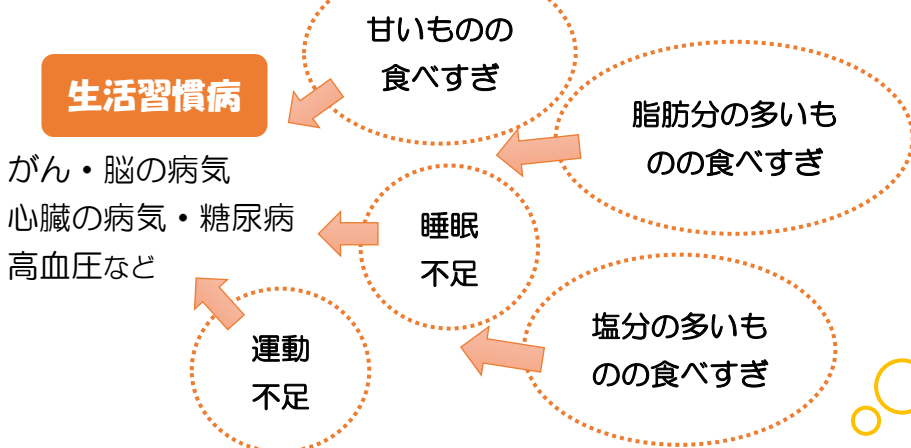 生活習慣病
がん・脳の病気
心臓の病気・糖尿病
高血圧など
甘いものの
食べすぎ
脂肪分の多いも
のの食べすぎ
睡眠
不足
塩分の多いも
のの食べすぎ
運動
不足